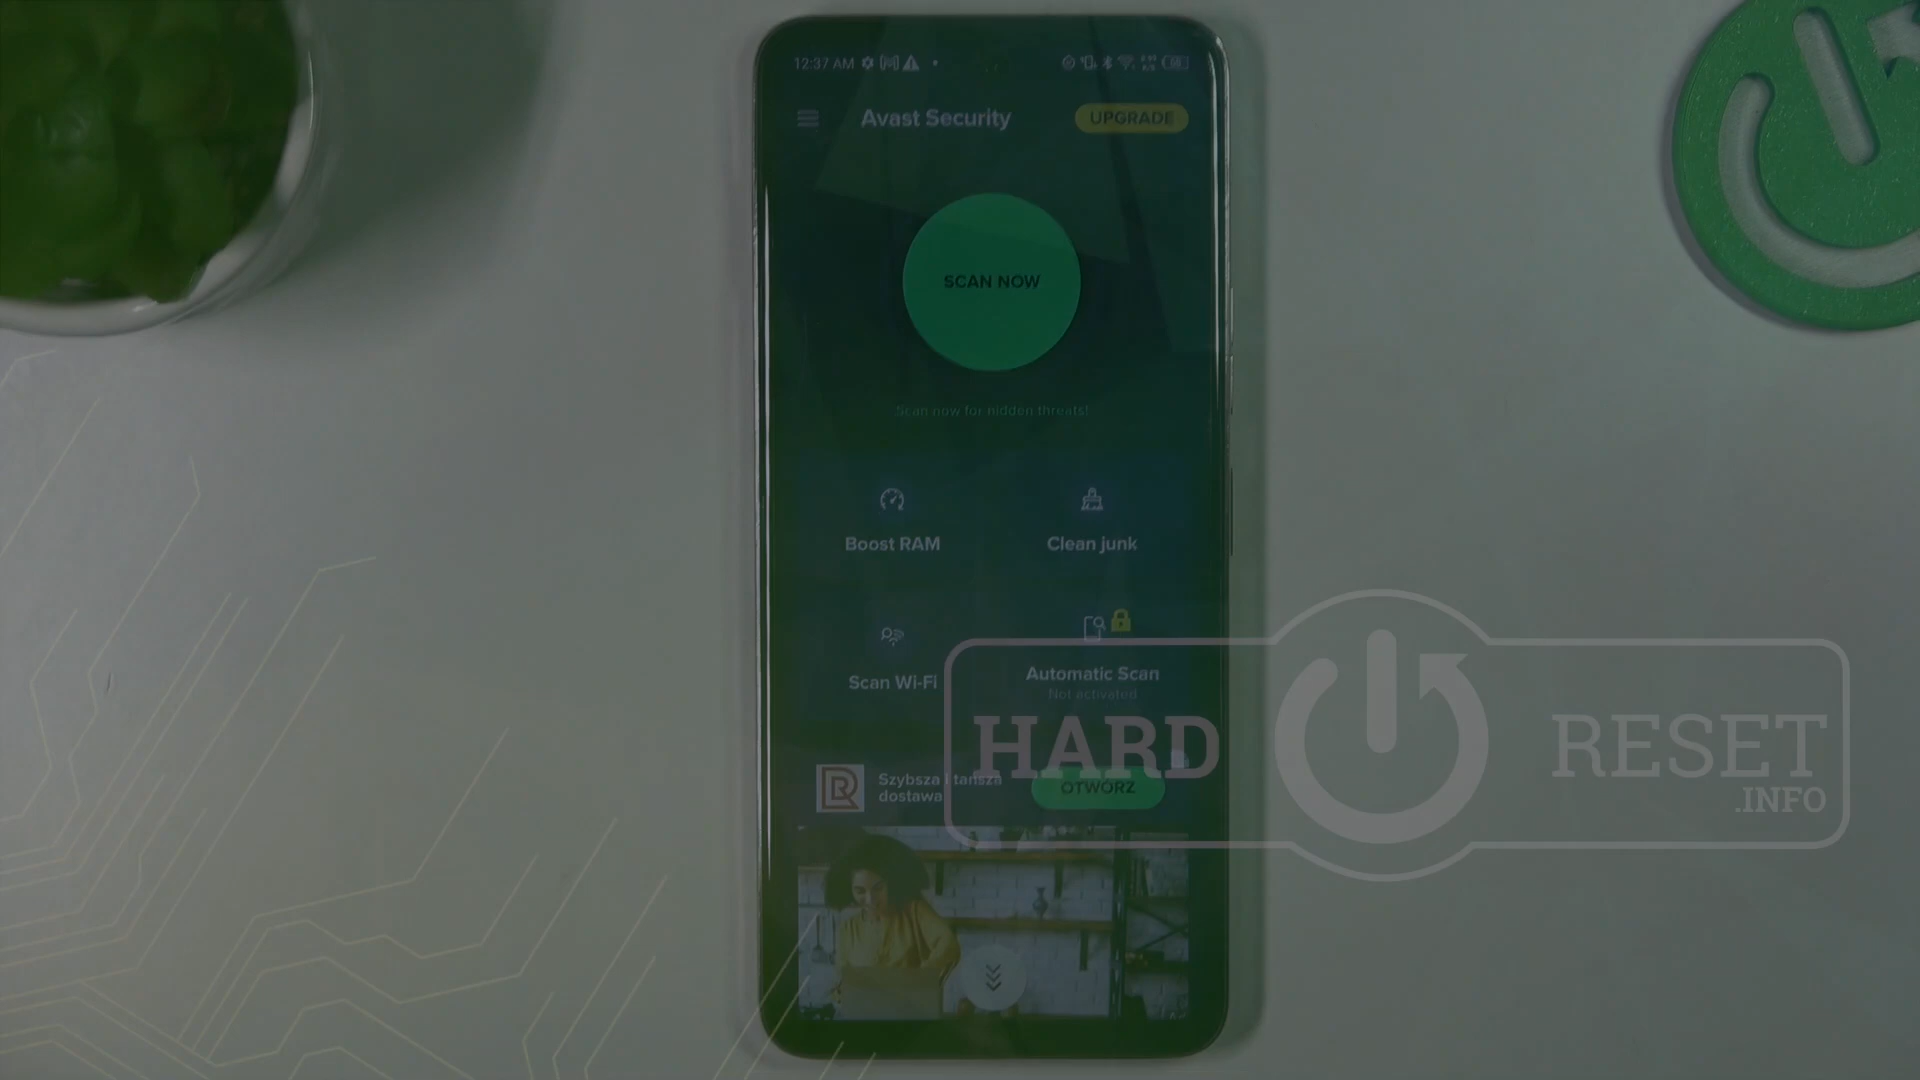 12:37 AM
Avast Security
UPGRADE
SCAN NOW
Scan now for hidden threats!
Boost RAM
Clean junk
Scan Wi-Fi
Automatic Scan
Not activated
Szybsza i tańsza
dostawa
OTWÓRZ
HARD RESET
.INFO